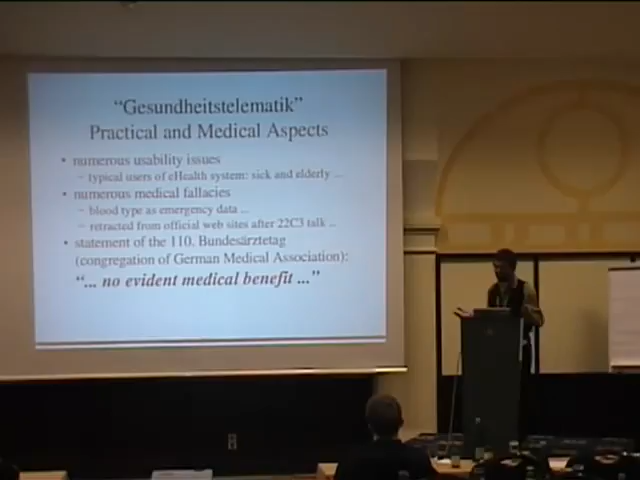 “Gesundheitstelematik”
Practical and Medical Aspects
• numerous usability issues
– typical users of eHealth system: sick and elderly ...
• numerous medical fallacies
– blood type as emergency data ...
– retracted from official web sites after 22C3 talk ...
• statement of the 110. Bundesärztetag
(congregation of German Medical Association):
“... no evident medical benefit ...”